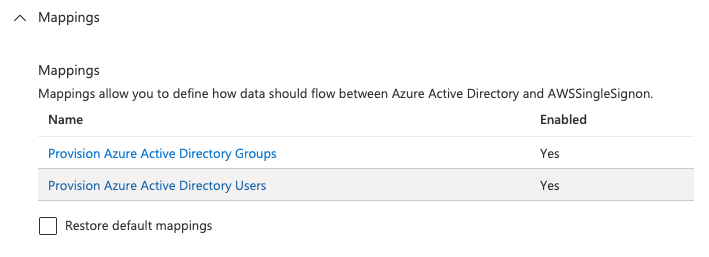 Mappings
Mappings
Mappings allow you to define how data should flow between Azure Active Directory and AWSSingleSignon.
Name Enabled
Provision Azure Active Directory Groups Yes
Provision Azure Active Directory Users Yes
Restore default mappings